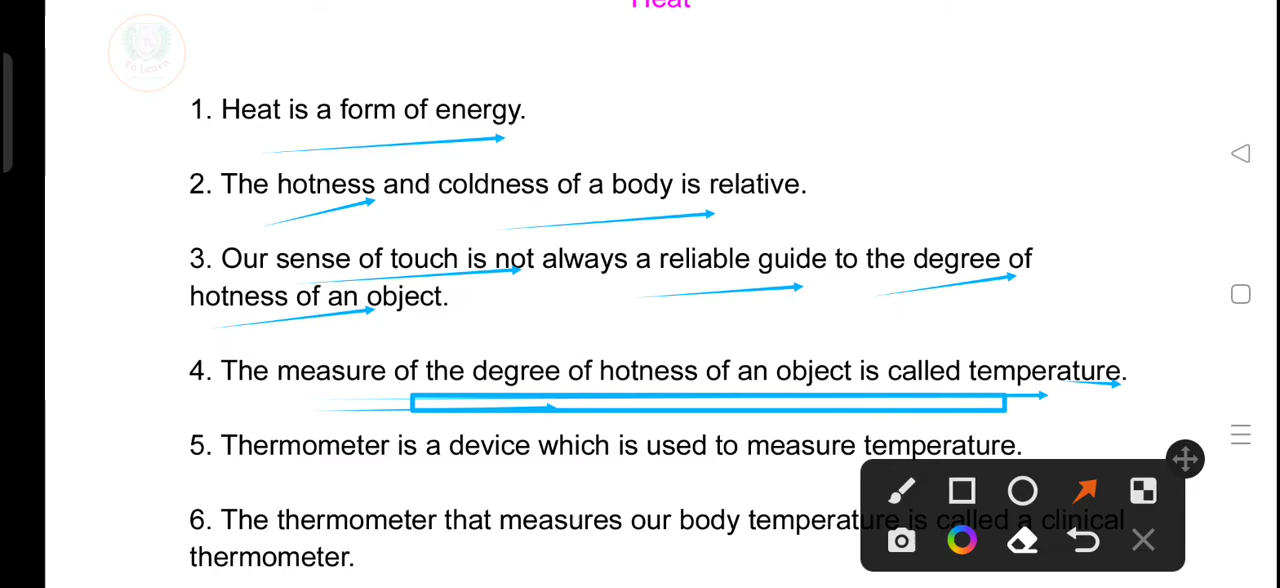 Heat
To Learn
1. Heat is a form of energy.
2. The hotness and coldness of a body is relative.
3. Our sense of touch is not always a reliable guide to the degree of
hotness of an object.
4. The measure of the degree of hotness of an object is called temperature.
5. Thermometer is a device which is used to measure temperature.
6. The thermometer that measures our body temperature is called a clinical
thermometer.